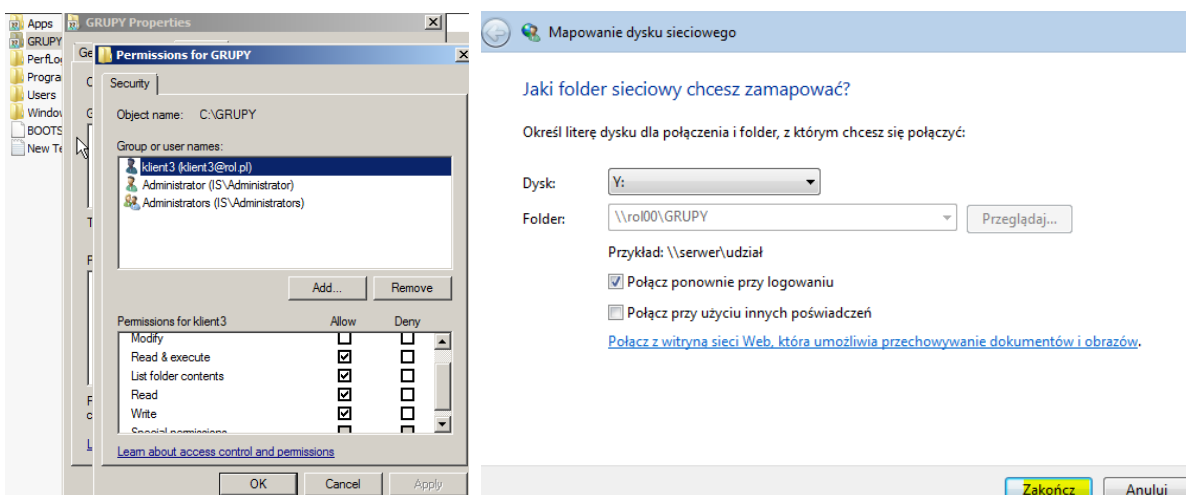 Apps
GRUPY
GRUPY Properties
Permissions for GRUPY
Users
BOOTS
Security
Object name: C:\GRUPY
Group or user names:
klient3 (klient3@rol.pl)
Administrator (IS\Administrator)
Administrators (IS\Administrators)
Add...
Remove
Permissions for klient3
Allow
Deny
Modify
Read & execute
List folder contents
Read
Write
Special permissions
Learn about access control and permissions
OK
Cancel
Apply
Mapowanie dysku sieciowego
Jaki folder sieciowy chcesz zamapować?
Określ literę dysku dla połączenia i folder, z którym chcesz się połączyć:
Dysk:
Y:
Folder:
\\rol00\GRUPY
Przeglądaj...
Przykład: \\serwer\udział
Połącz ponownie przy logowaniu
Połącz przy użyciu innych poświadczeń
Połącz z witryną sieci Web, która umożliwia przechowywanie dokumentów i obrazów.
Zakończ
Anuluj